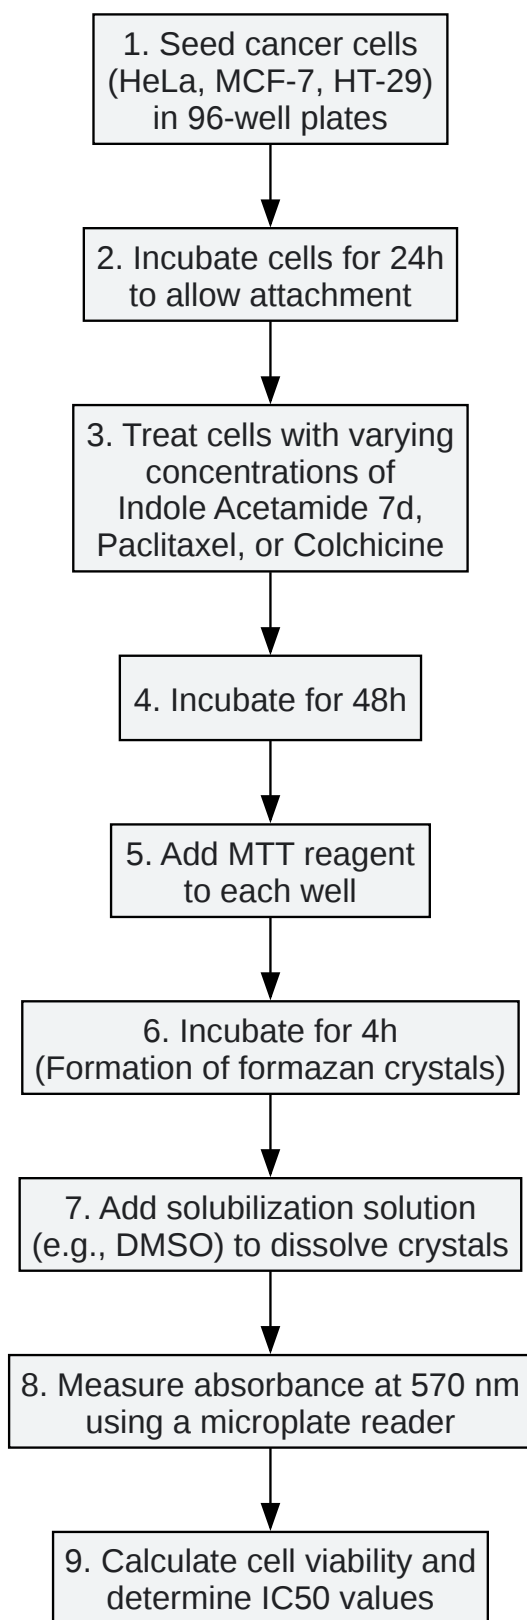 1. Seed cancer cells
(HeLa, MCF-7, HT-29)
in 96-well plates
2. Incubate cells for 24h
to allow attachment
3. Treat cells with varying
concentrations of
Indole Acetamide 7d,
Paclitaxel, or Colchicine
4. Incubate for 48h
5. Add MTT reagent
to each well
6. Incubate for 4h
(Formation of formazan crystals)
7. Add solubilization solution
(e.g., DMSO) to dissolve crystals
8. Measure absorbance at 570 nm
using a microplate reader
9. Calculate cell viability and
determine IC50 values